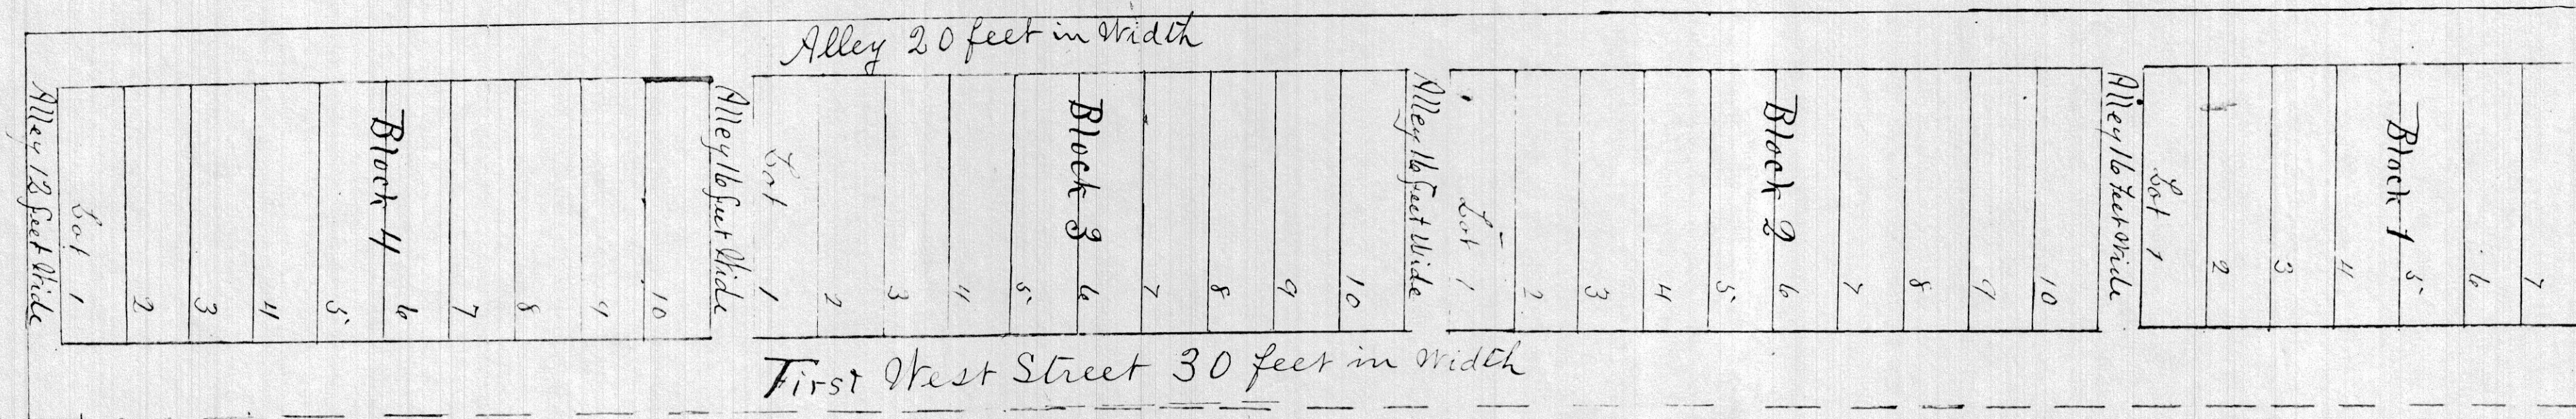 Alley 20 feet in Width
Alley 12 feet Wide
Lot 1
2
3
4
5
6
7
8
9
10
Block 4
Alley 16 feet Wide
Lot 1
2
3
4
5
6
7
8
9
10
Block 3
Alley 16 feet Wide
Lot 1
2
3
4
5
6
7
8
9
10
Block 2
Alley 16 Feet Wide
Lot 1
2
3
4
5
6
7
Block 1
First West Street 30 feet in Width